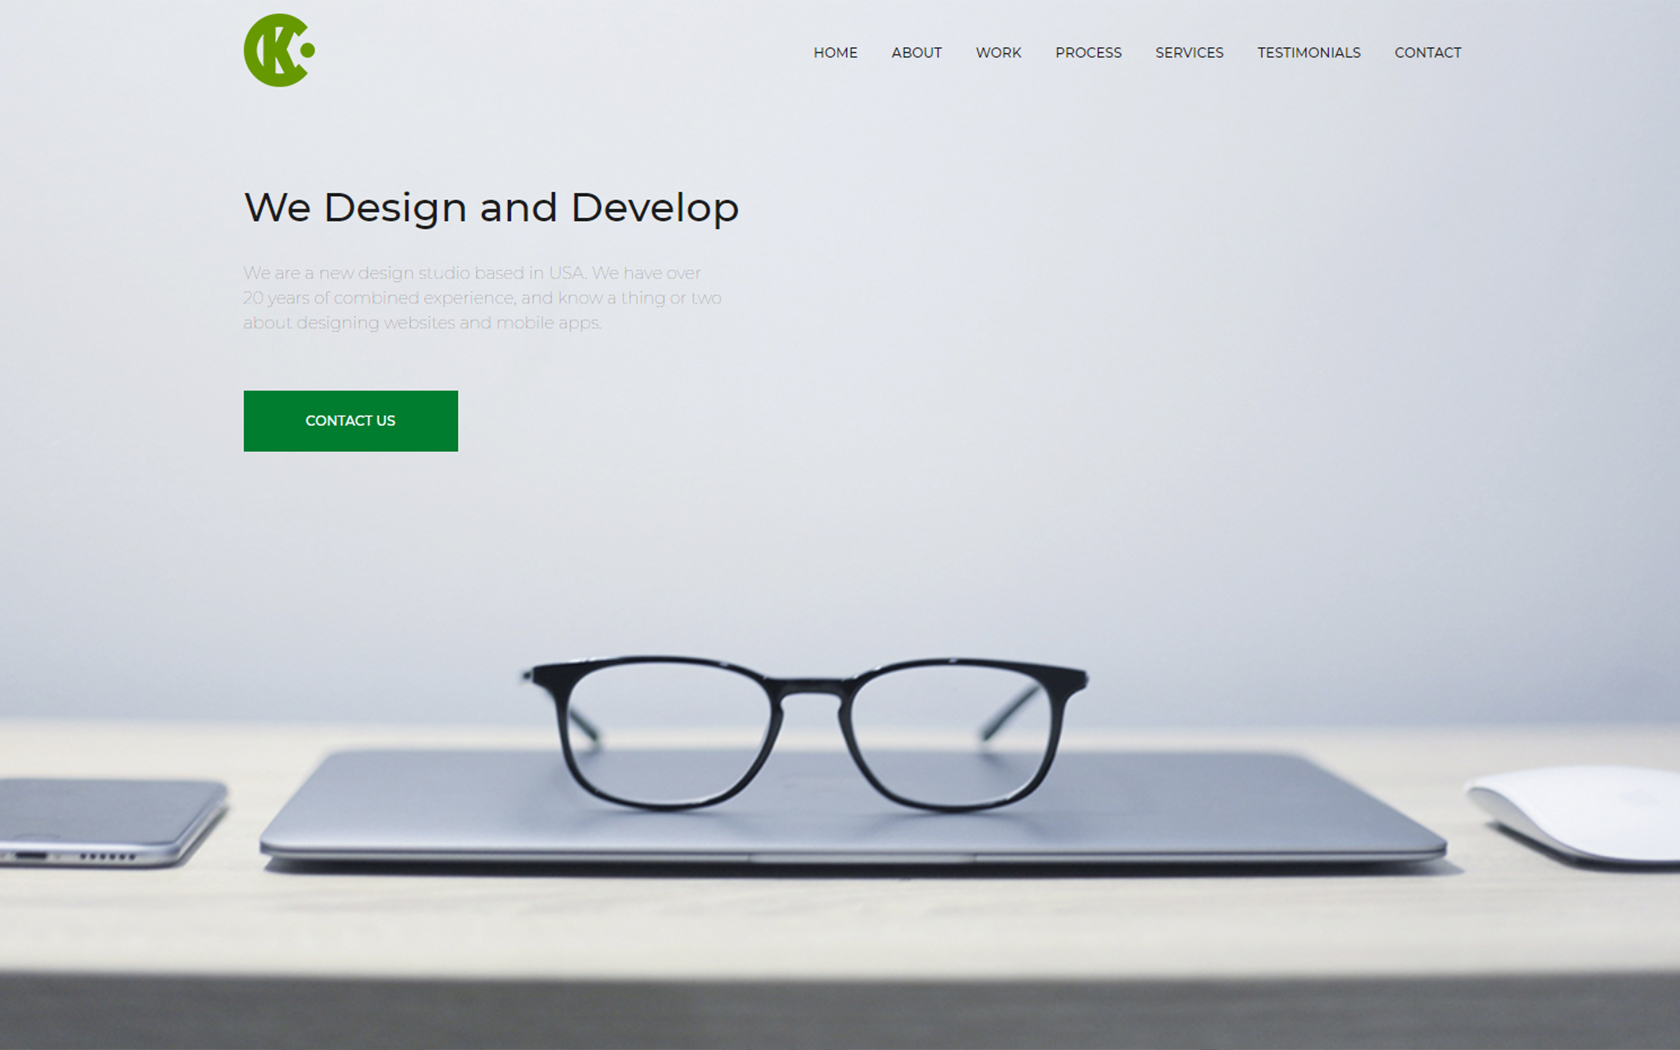 CK
HOME ABOUT WORK PROCESS SERVICES TESTIMONIALS CONTACT
We Design and Develop
We are a new design studio based in USA. We have over
20 years of combined experience, and know a thing or two
about designing websites and mobile apps.
CONTACT US